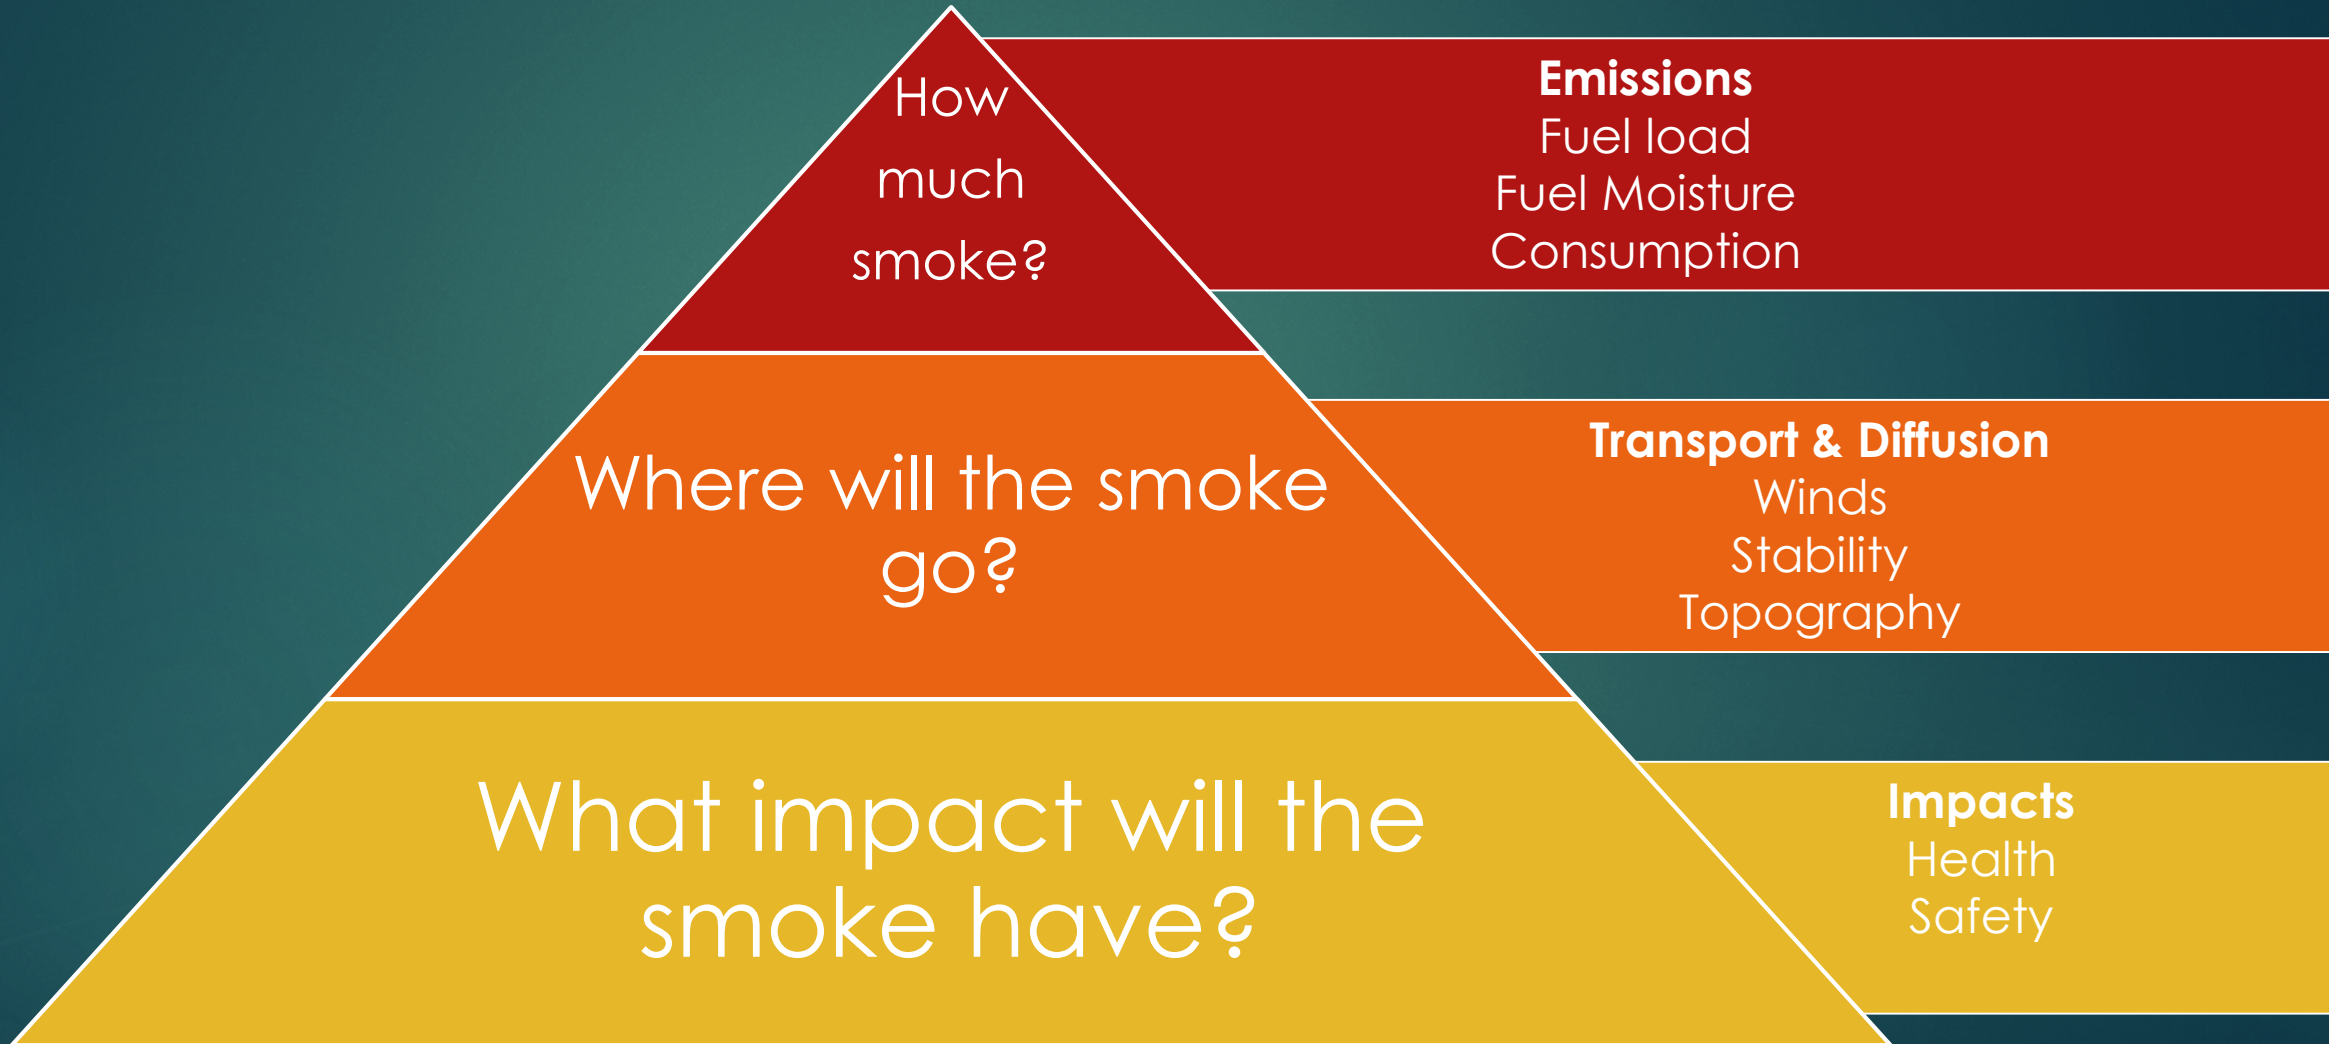 How
much
smoke?
Emissions
Fuel load
Fuel Moisture
Consumption
Where will the smoke
go?
Transport & Diffusion
Winds
Stability
Topography
What impact will the
smoke have?
Impacts
Health
Safety